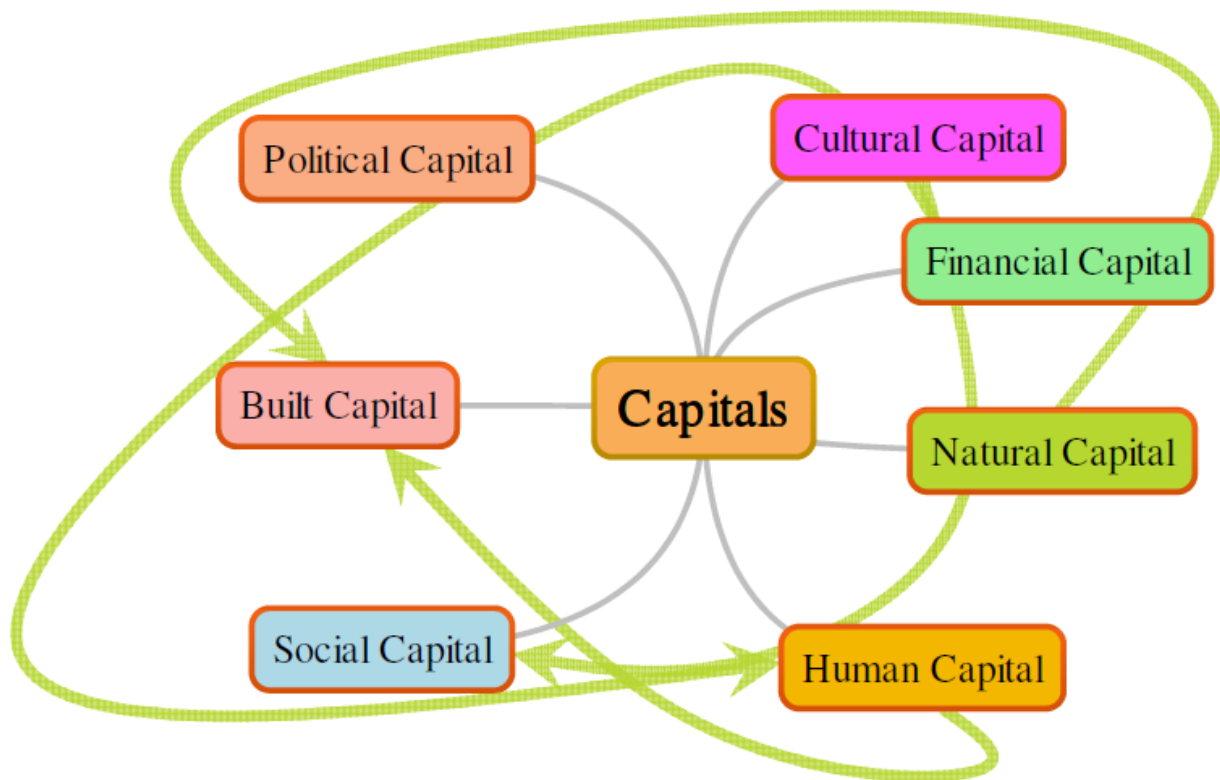 Political Capital
Cultural Capital
Financial Capital
Built Capital
Capitals
Natural Capital
Social Capital
Human Capital